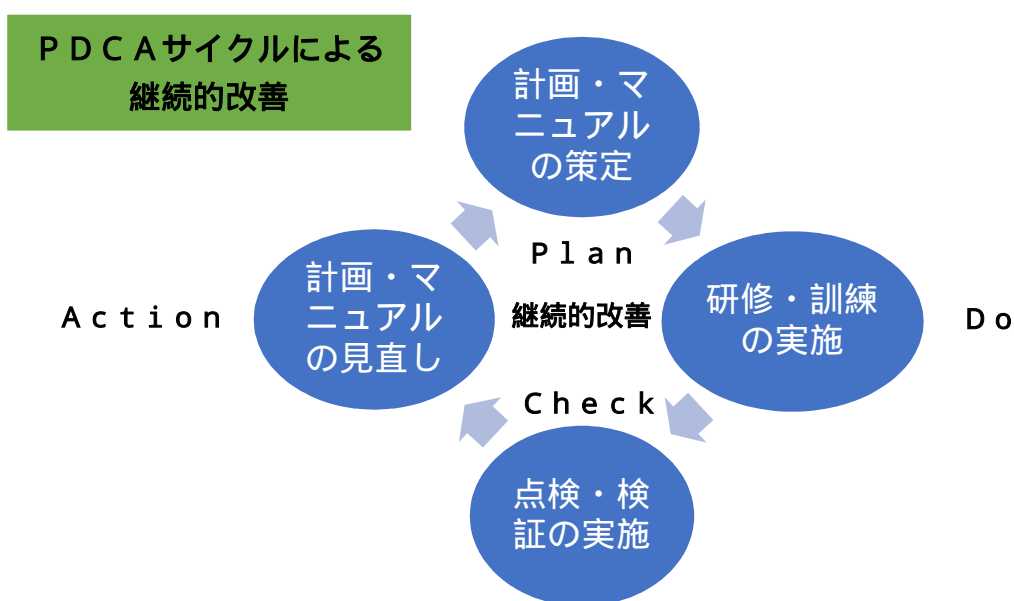 ＰＤＣＡサイクルによる
継続的改善
計画・マ
ニュアル
の策定
Ｐｌａｎ
計画・マ
ニュアル
の見直し
Ａｃｔｉｏｎ
継続的改善
研修・訓練
の実施
Ｄｏ
Ｃｈｅｃｋ
点検・検
証の実施